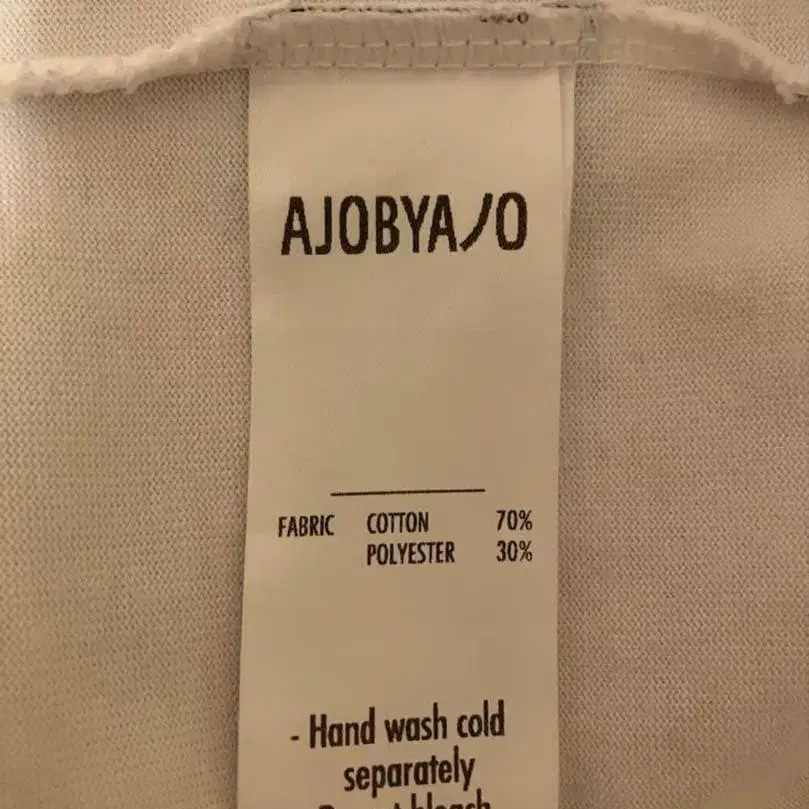 AJOBYAJO
FABRIC COTTON 70%
POLYESTER 30%
- Hand wash cold
separately